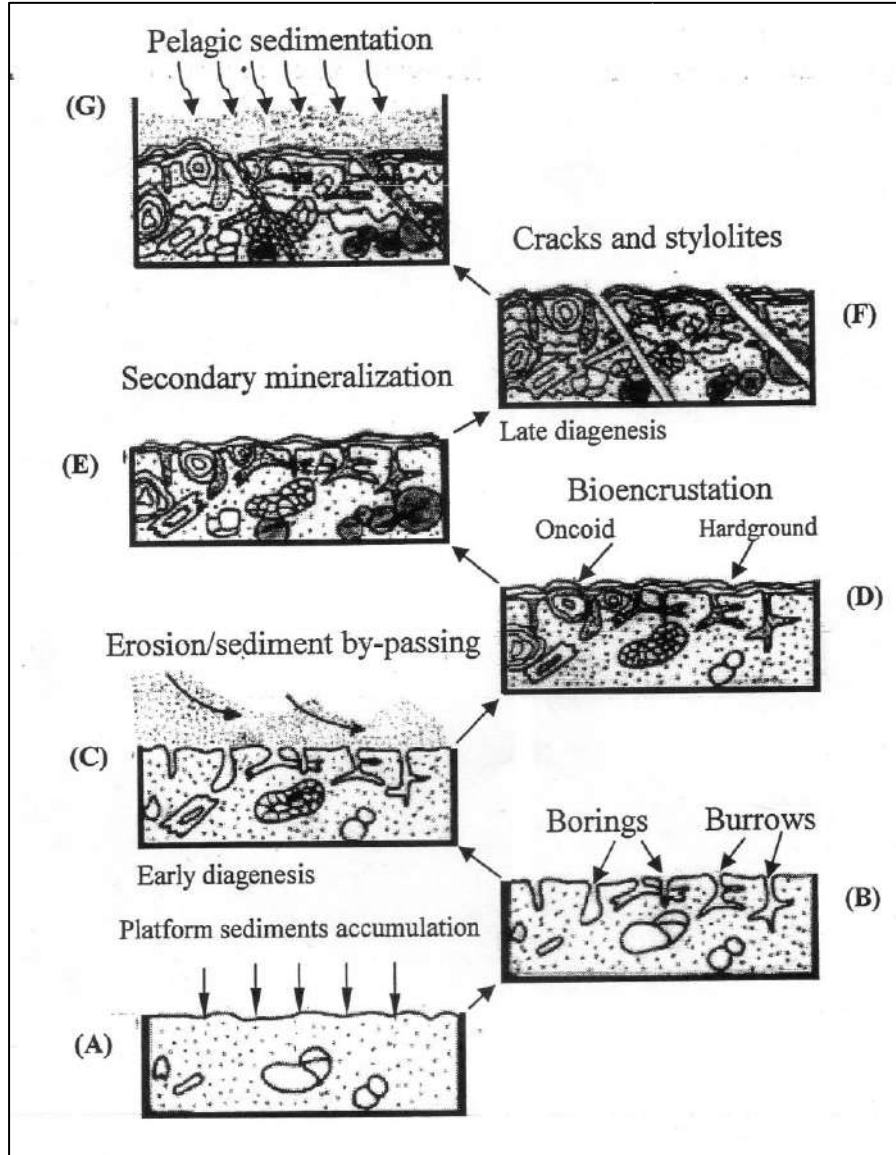 Pelagic sedimentation
(G)
Cracks and stylolites
(F)
Secondary mineralization
Late diagenesis
(E)
Bioencrustation
Oncoid Hardground
(D)
Erosion/sediment by-passing
(C)
Borings Burrows
Early diagenesis
(B)
Platform sediments accumulation
(A)